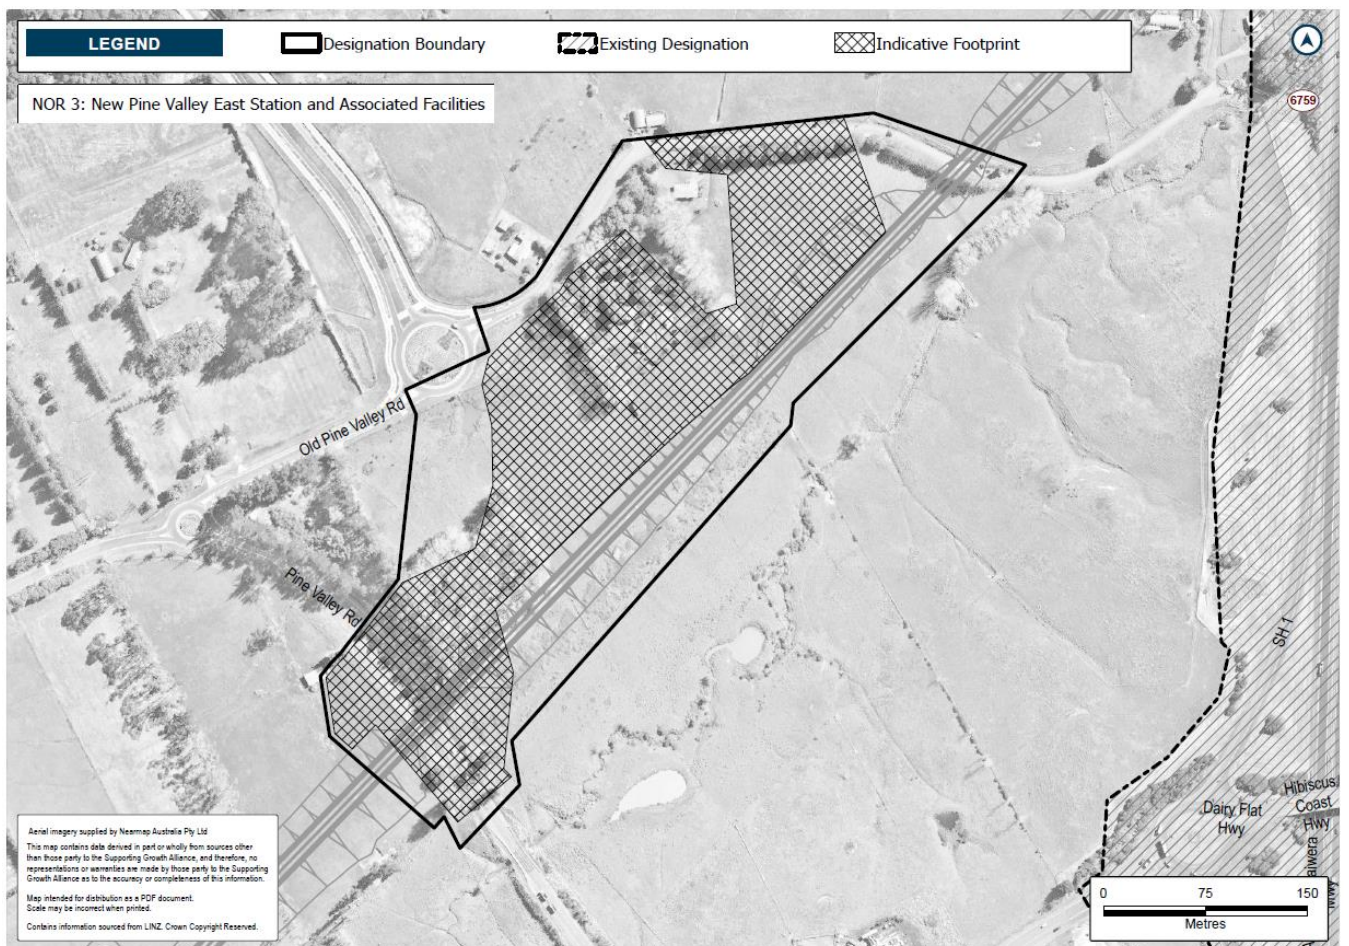 LEGEND
Designation Boundary
Existing Designation
Indicative Footprint
NOR 3: New Pine Valley East Station and Associated Facilities
6759
Old Pine Valley Rd
Pine Valley Rd
SH 1
Dairy Flat
Hwy
Hibiscus
Coast
Hwy
Aerial imagery supplied by Nearmap Australia Pty Ltd
This map contains data derived in part or wholly from sources other
than those party to the Supporting Growth Alliance, and therefore, no
representations or warranties are made by those party to the Supporting
Growth Alliance as to the accuracy or completeness of this information.
Map intended for distribution as a PDF document.
Scale may be incorrect when printed.
Contains information sourced from LINZ. Crown Copyright Reserved.
0 75 150
Metres